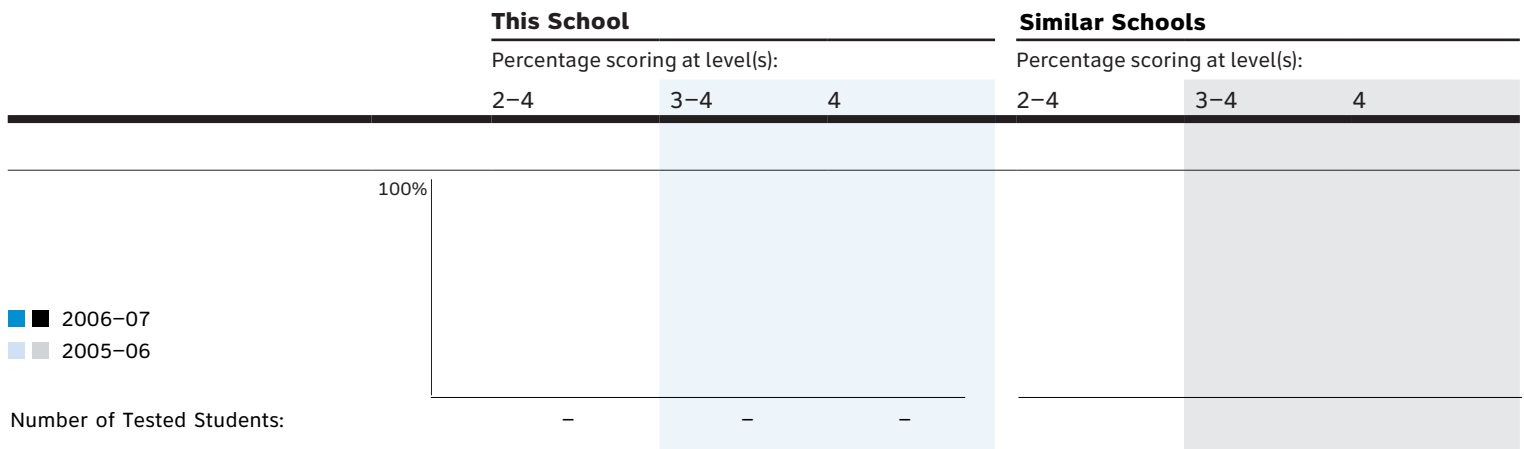 This School Similar Schools
Percentage scoring at level(s): Percentage scoring at level(s):
2–4 3–4 4 2–4 3–4 4
100%
2006–07
2005–06
Number of Tested Students: – – –